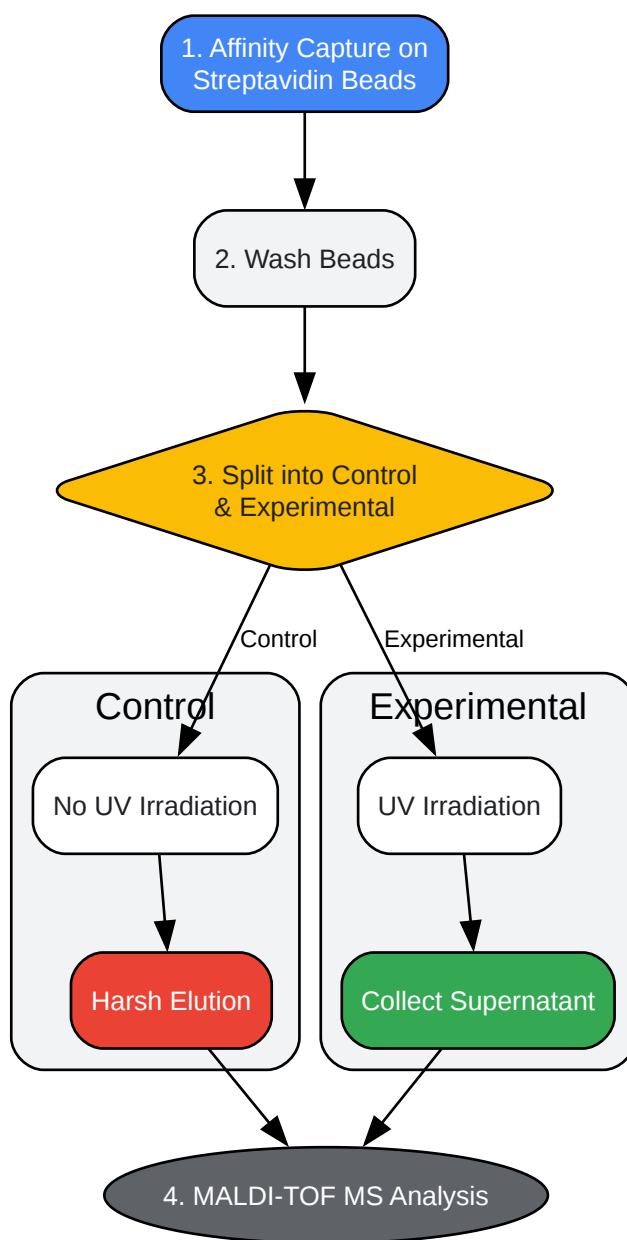 1. Affinity Capture on
Streptavidin Beads
2. Wash Beads
3. Split into Control
& Experimental
Control
Experimental
Control
Experimental
No UV Irradiation
UV Irradiation
Harsh Elution
Collect Supernatant
4. MALDI-TOF MS Analysis